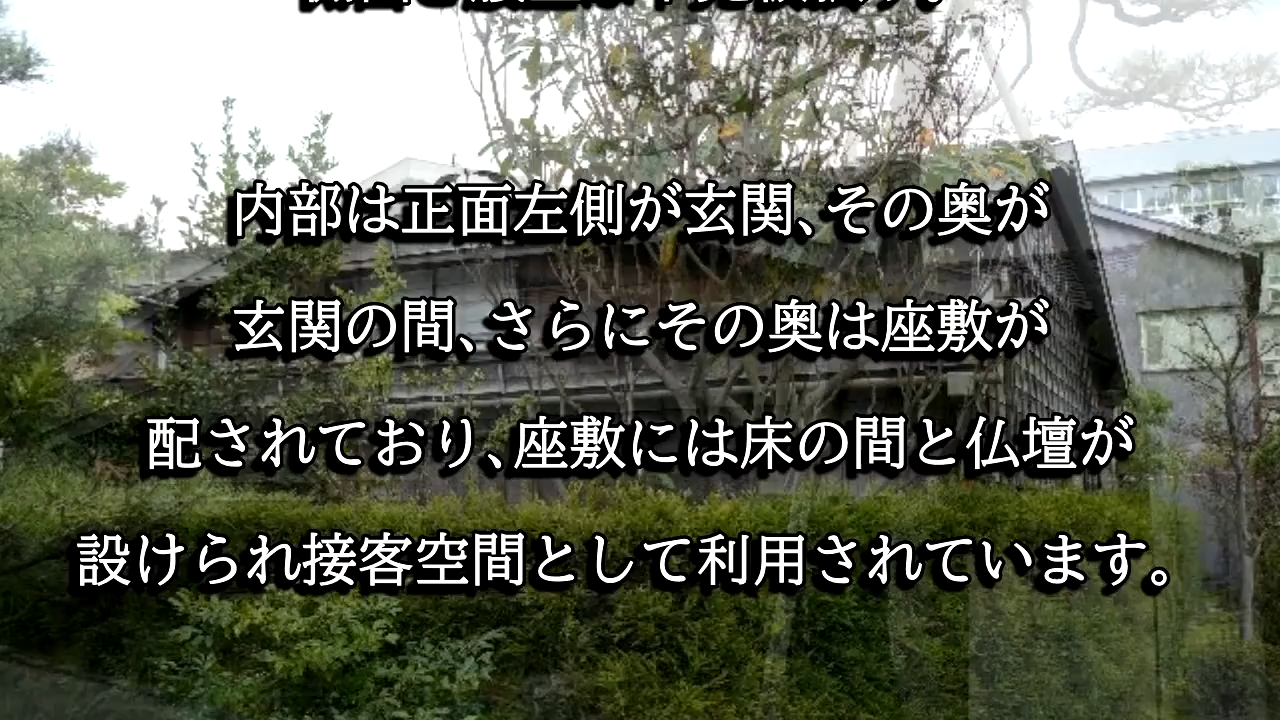 内部は正面左側が玄関、その奥が
玄関の間、さらにその奥は座敷が
配されており、座敷には床の間と仏壇が
設けられ接客空間として利用されています。